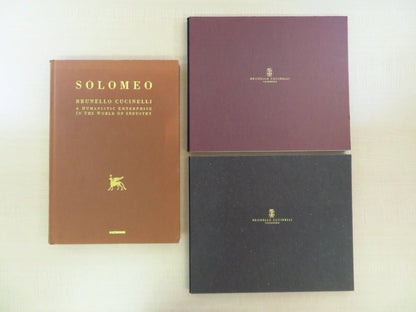 SOLOMEO
BRUNELLO CUCINELLI
A HUMANISTIC ENTERPRISE
IN THE WORLD OF INDUSTRY
BRUNELLO CUCINELLI
BRUNELLO CUCINELLI